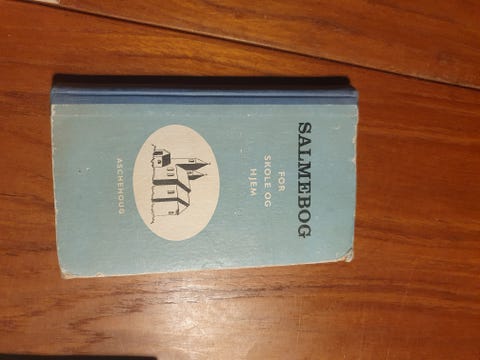 SALMEBOG
FOR
SKOLE OG
HJEM
ASCHEHOUG